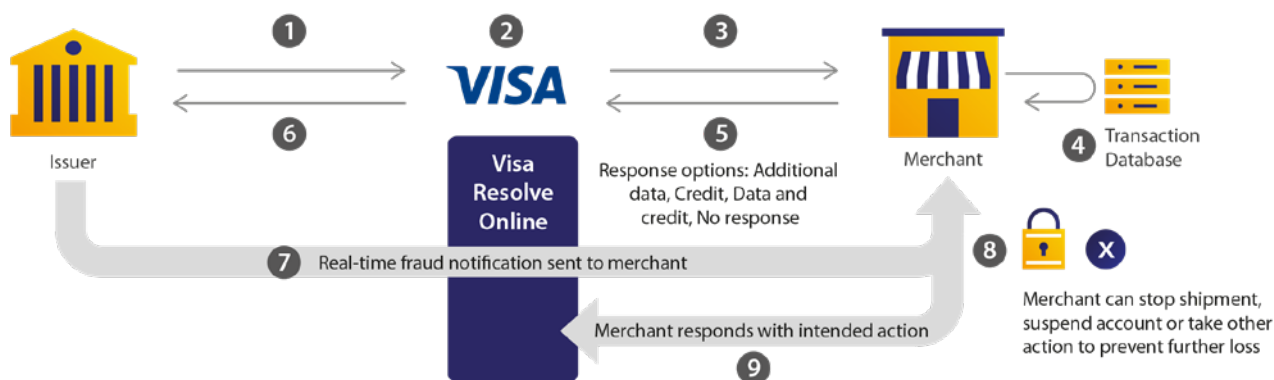 1
2
3
VISA
6
5
4
Transaction
Database
Issuer
Merchant
Visa
Resolve
Online
Response options: Additional
data, Credit, Data and
credit, No response
7
Real-time fraud notification sent to merchant
8
X
Merchant can stop shipment,
suspend account or take other
action to prevent further loss
Merchant responds with intended action
9